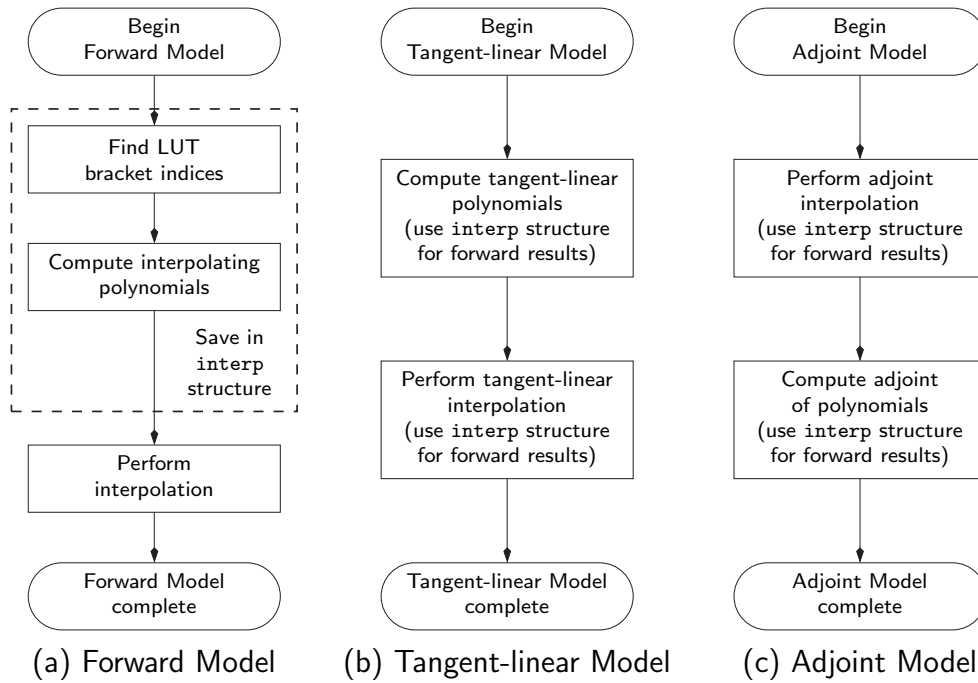 Begin
Forward Model
Find LUT
bracket indices
Compute interpolating
polynomials
Save in
interp
structure
Perform
interpolation
Forward Model
complete
(a) Forward Model
Begin
Tangent-linear Model
Compute tangent-linear
polynomials
(use interp structure
for forward results)
Perform tangent-linear
interpolation
(use interp structure
for forward results)
Tangent-linear Model
complete
(b) Tangent-linear Model
Begin
Adjoint Model
Perform adjoint
interpolation
(use interp structure
for forward results)
Compute adjoint
of polynomials
(use interp structure
for forward results)
Adjoint Model
complete
(c) Adjoint Model